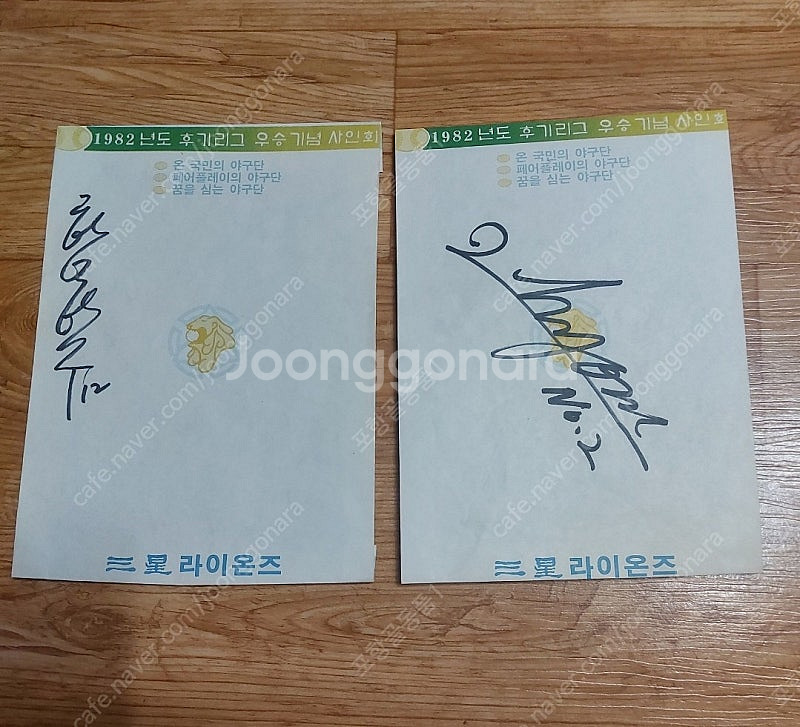 1982년도 후기리그 우승기념 사인회
온 국민의 야구단
페어플레이의 야구단
꿈을 심는 야구단
12
三星 라이온즈
1982년도 후기리그 우승기념 사인회
온 국민의 야구단
페어플레이의 야구단
꿈을 심는 야구단
No.2
三星 라이온즈
Joonggonara
cafe.naver.com/joonggonara